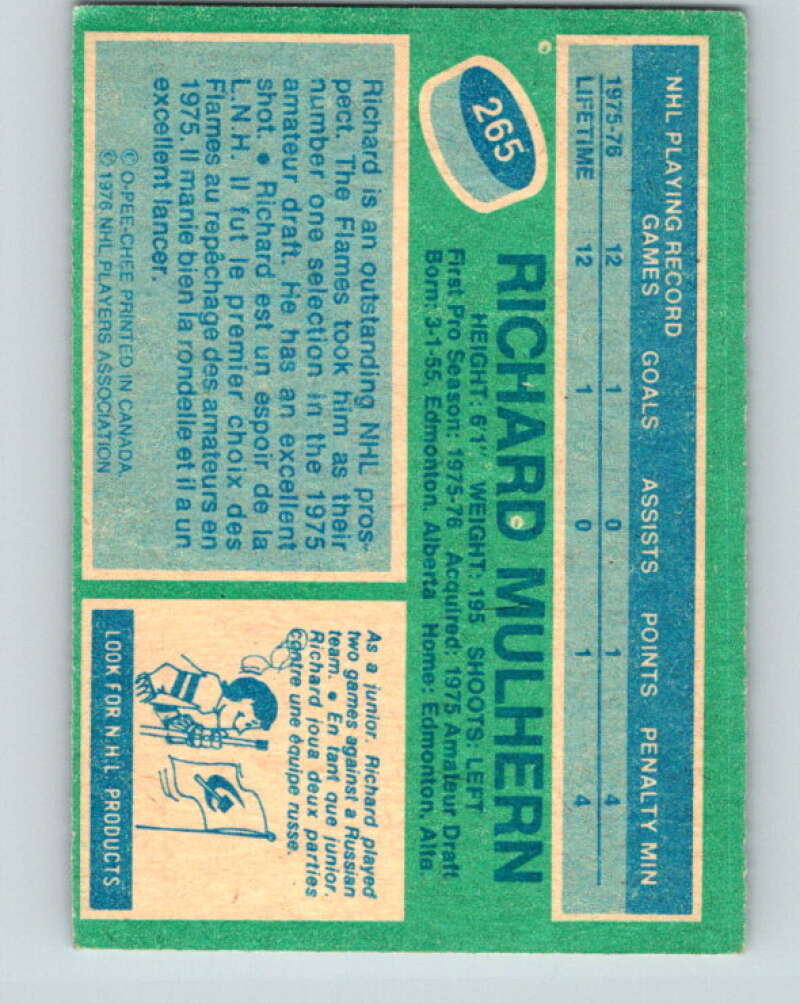 NHL PLAYING RECORD
GAMES GOALS ASSISTS POINTS PENALTY MIN
1975-76 12 1 0 1 4
LIFETIME 12 1 0 1 4
265
RICHARD MULHERN
HEIGHT: 6'1" WEIGHT: 195 SHOOTS: LEFT
First Pro Season: 1975-76 Acquired: 1975 Amateur Draft
Born: 3-1-55, Edmonton, Alberta Home: Edmonton, Alta.
Richard is an outstanding NHL pros-
pect. The Flames took him as their
number one selection in the 1975
amateur draft. He has an excellent
shot. • Richard est un espoir de la
L.N.H. Il fut le premier choix des
Flames au repêchage des amateurs en
1975. Il manie bien la rondelle et il a un
excellent lancer.
© O-PEE-CHEE PRINTED IN CANADA.
© 1976 NHL PLAYERS ASSOCIATION
As a junior, Richard played
two games against a Russian
team. • En tant que junior,
Richard joua deux parties
contre une équipe russe.
LOOK FOR N.H.L PRODUCTS